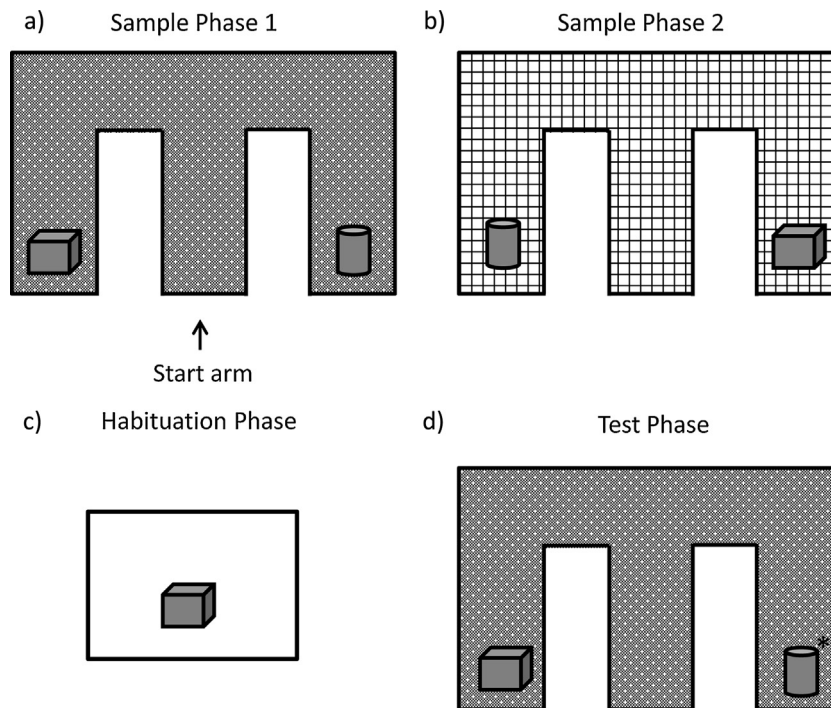 a)
Sample Phase 1
b)
Sample Phase 2
Start arm
c)
Habituation Phase
d)
Test Phase
*